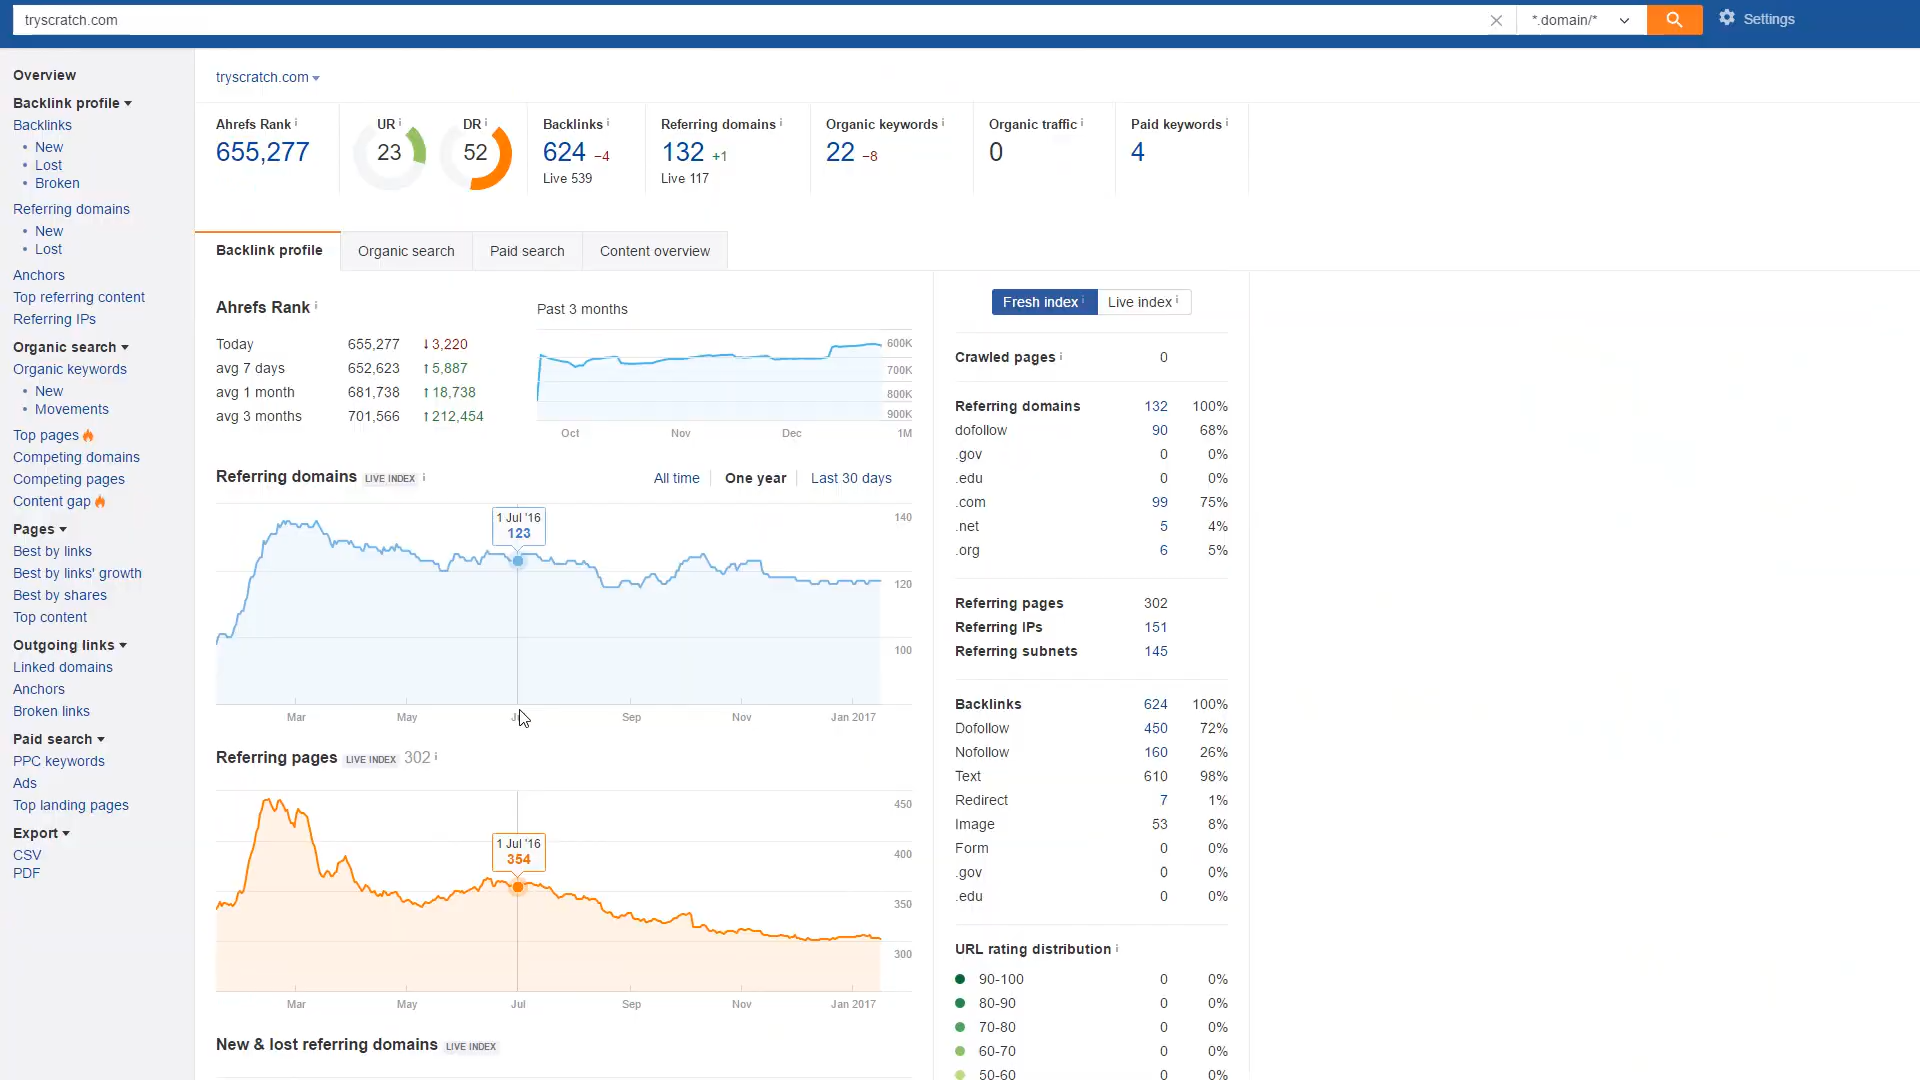 tryscratch.com
*.domain/*
Settings
Overview
Backlink profile
Backlinks
New
Lost
Broken
Referring domains
New
Lost
Anchors
Top referring content
Referring IPs
Organic search
Organic keywords
New
Movements
Top pages
Competing domains
Competing pages
Content gap
Pages
Best by links
Best by links' growth
Best by shares
Top content
Outgoing links
Linked domains
Anchors
Broken links
Paid search
PPC keywords
Ads
Top landing pages
Export
CSV
PDF
tryscratch.com
Ahrefs Rank i
655,277
UR i
23
DR i
52
Backlinks i
624 −4
Live 539
Referring domains i
132 +1
Live 117
Organic keywords i
22 −8
Organic traffic i
0
Paid keywords i
4
Backlink profile
Organic search
Paid search
Content overview
Ahrefs Rank i
Today 655,277 ↓3,220
avg 7 days 652,623 ↑5,887
avg 1 month 681,738 ↑18,738
avg 3 months 701,566 ↑212,454
Past 3 months
600K
700K
800K
900K
Oct Nov Dec 1M
Referring domains LIVE INDEX i
All time One year Last 30 days
1 Jul '16
123
140
120
100
Mar May Sep Nov Jan 2017
Referring pages LIVE INDEX 302 i
1 Jul '16
354
450
400
350
300
Mar May Jul Sep Nov Jan 2017
New & lost referring domains LIVE INDEX
Fresh index i Live index i
Crawled pages i 0
Referring domains 132 100%
dofollow 90 68%
.gov 0 0%
.edu 0 0%
.com 99 75%
.net 5 4%
.org 6 5%
Referring pages 302
Referring IPs 151
Referring subnets 145
Backlinks 624 100%
Dofollow 450 72%
Nofollow 160 26%
Text 610 98%
Redirect 7 1%
Image 53 8%
Form 0 0%
.gov 0 0%
.edu 0 0%
URL rating distribution i
90-100 0 0%
80-90 0 0%
70-80 0 0%
60-70 0 0%
50-60 0 0%